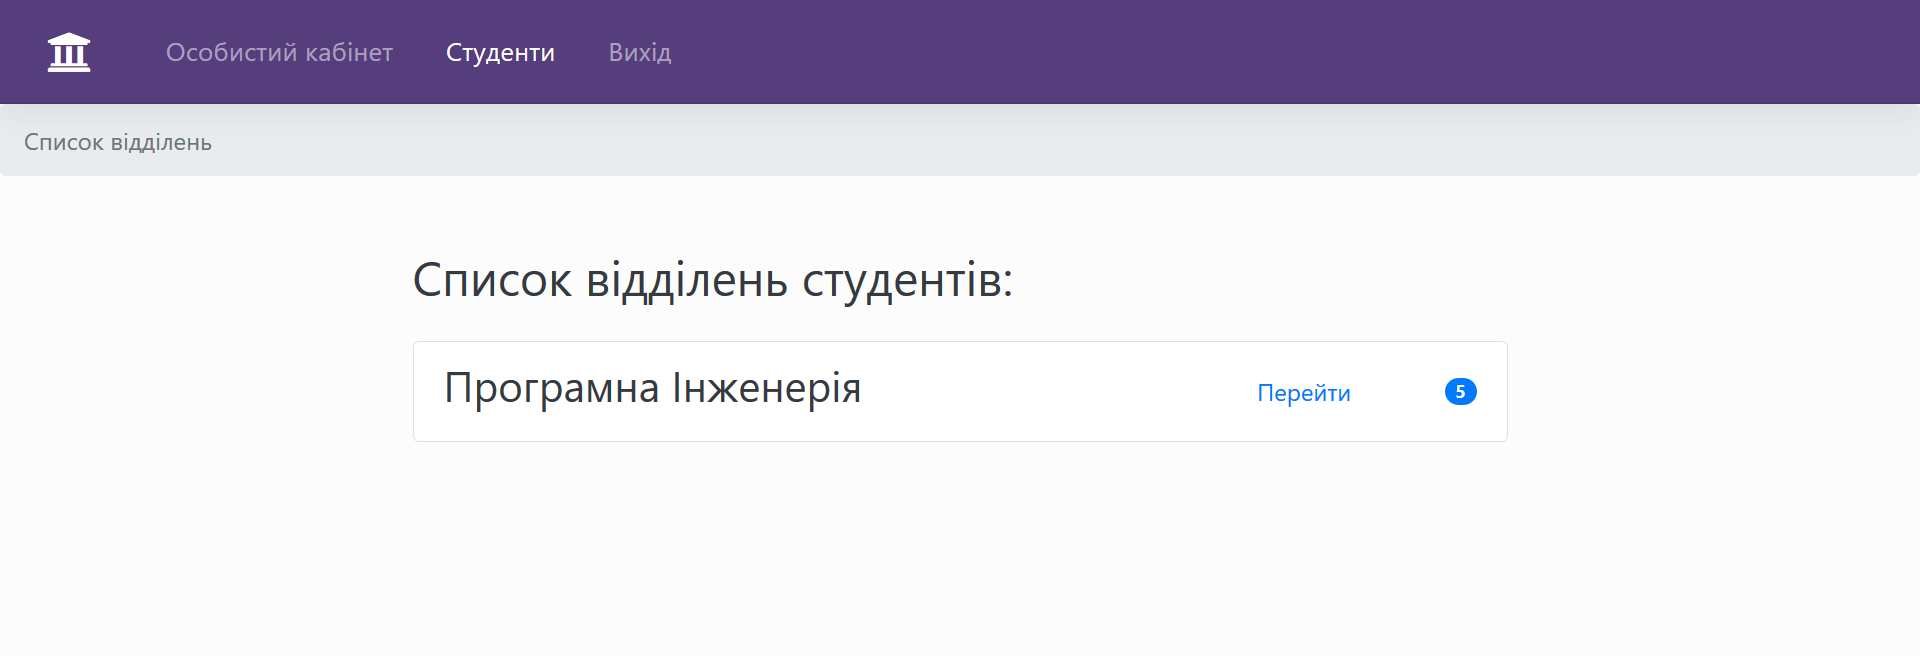 Особистий кабінет Студенти Вихід
Список відділень
Список відділень студентів:
Програмна Інженерія Перейти 5